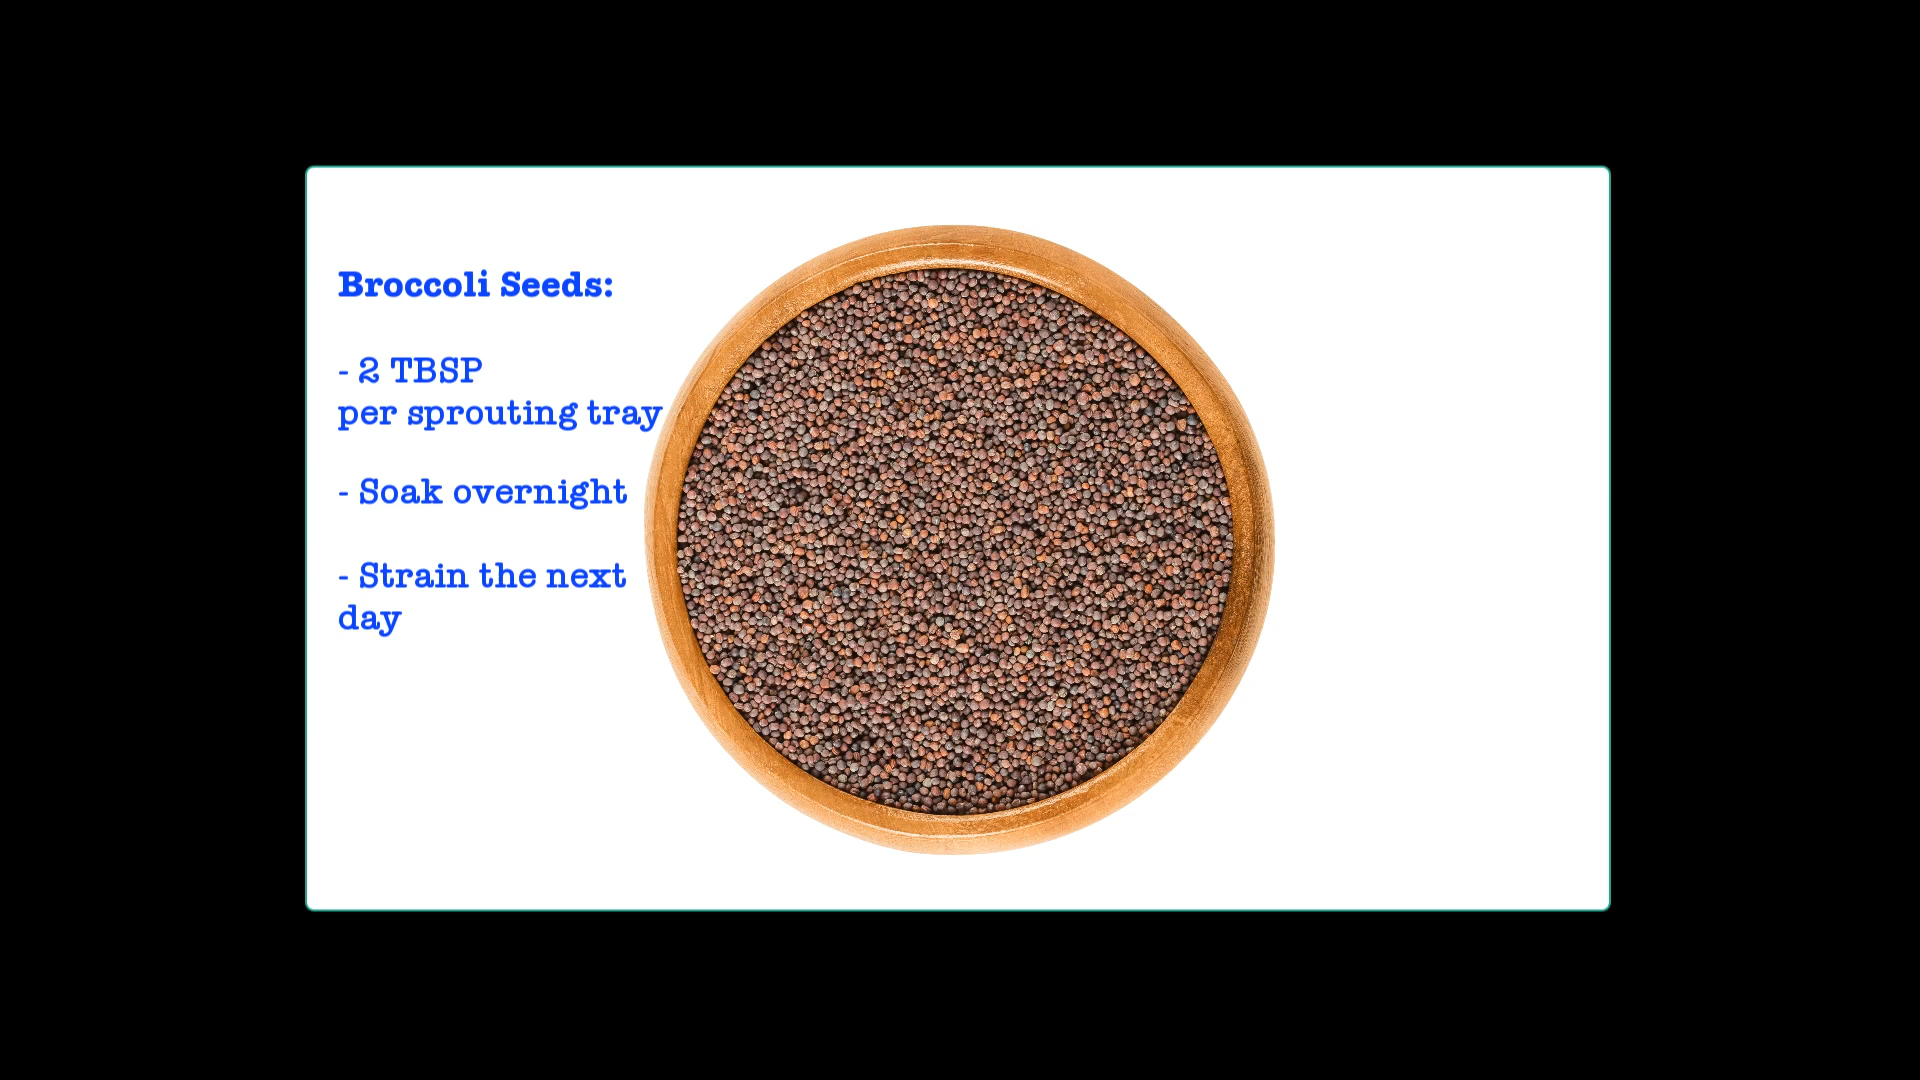 Broccoli Seeds:
- 2 TBSP
per sprouting tray
- Soak overnight
- Strain the next
day